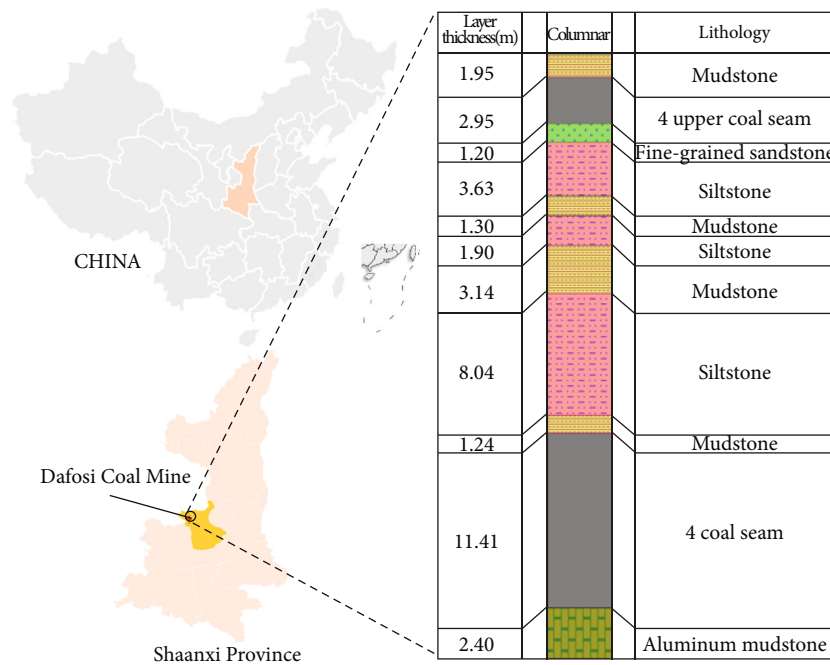 CHINA
Dafosi Coal Mine
Shaanxi Province
Layer
thickness(m) Columnar Lithology
1.95 Mudstone
2.95 4 upper coal seam
1.20 Fine-grained sandstone
3.63 Siltstone
1.30 Mudstone
1.90 Siltstone
3.14 Mudstone
8.04 Siltstone
1.24 Mudstone
11.41 4 coal seam
2.40 Aluminum mudstone